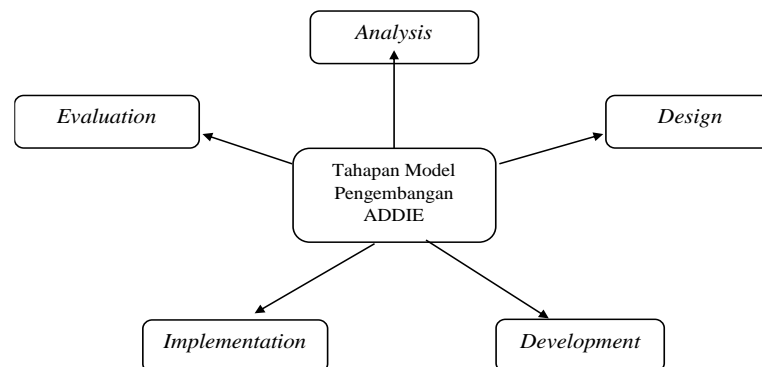 Analysis
Evaluation
Design
Tahapan Model
Pengembangan
ADDIE
Implementation
Development